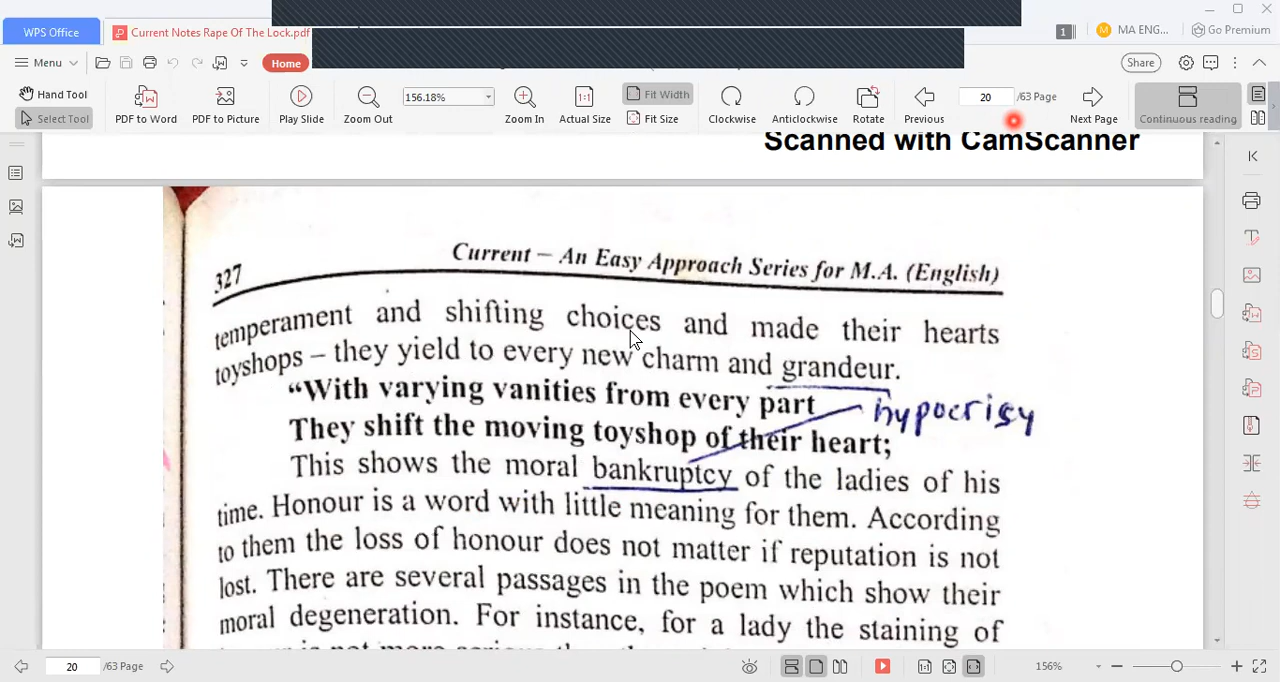 WPS Office
Current Notes Rape Of The Lock.pdf
1
MA ENG...
Go Premium
Menu
Home
Share
Hand Tool
Select Tool
PDF to Word
PDF to Picture
Play Slide
Zoom Out
156.18%
Zoom In
1:1
Actual Size
Fit Width
Fit Size
Clockwise
Anticlockwise
Rotate
Previous
20
/63 Page
Next Page
Continuous reading
Scanned with CamScanner
327
Current – An Easy Approach Series for M.A. (English)
temperament and shifting choices and made their hearts
toyshops – they yield to every new charm and grandeur.
“With varying vanities from every part
hypocrisy
They shift the moving toyshop of their heart;
This shows the moral bankruptcy of the ladies of his
time. Honour is a word with little meaning for them. According
to them the loss of honour does not matter if reputation is not
lost. There are several passages in the poem which show their
moral degeneration. For instance, for a lady the staining of
20
/63 Page
156%